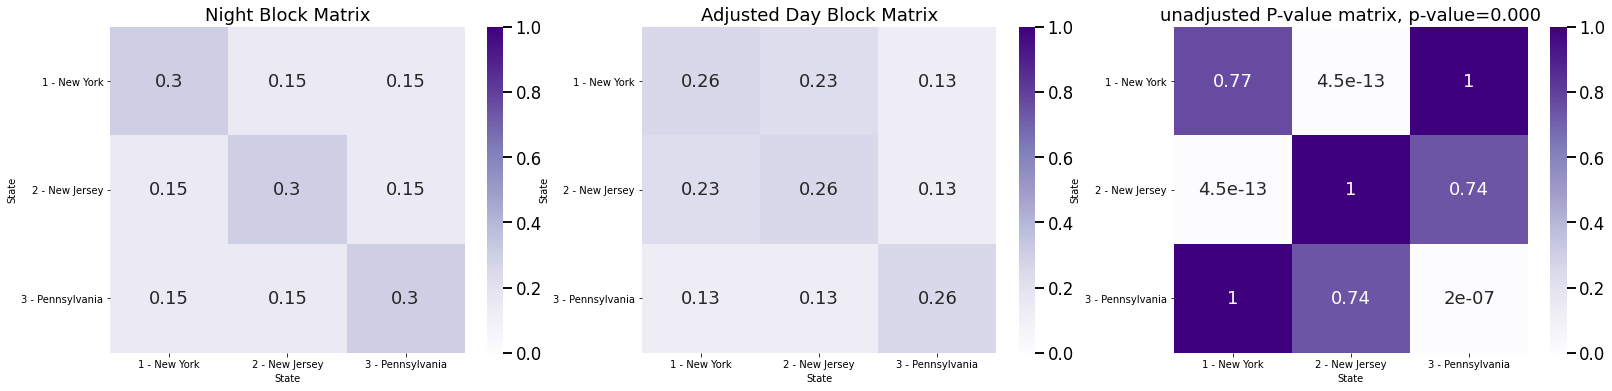 Night Block Matrix
1 - New York
2 - New Jersey
3 - Pennsylvania
State
0.3 0.15 0.15
0.15 0.3 0.15
0.15 0.15 0.3
1 - New York 2 - New Jersey 3 - Pennsylvania
State
1.0
0.8
0.6
0.4
0.2
0.0
Adjusted Day Block Matrix
1 - New York
2 - New Jersey
3 - Pennsylvania
State
0.26 0.23 0.13
0.23 0.26 0.13
0.13 0.13 0.26
1 - New York 2 - New Jersey 3 - Pennsylvania
State
1.0
0.8
0.6
0.4
0.2
0.0
unadjusted P-value matrix, p-value=0.000
1 - New York
2 - New Jersey
3 - Pennsylvania
State
0.77 4.5e-13 1
4.5e-13 1 0.74
1 0.74 2e-07
1 - New York 2 - New Jersey 3 - Pennsylvania
State
1.0
0.8
0.6
0.4
0.2
0.0